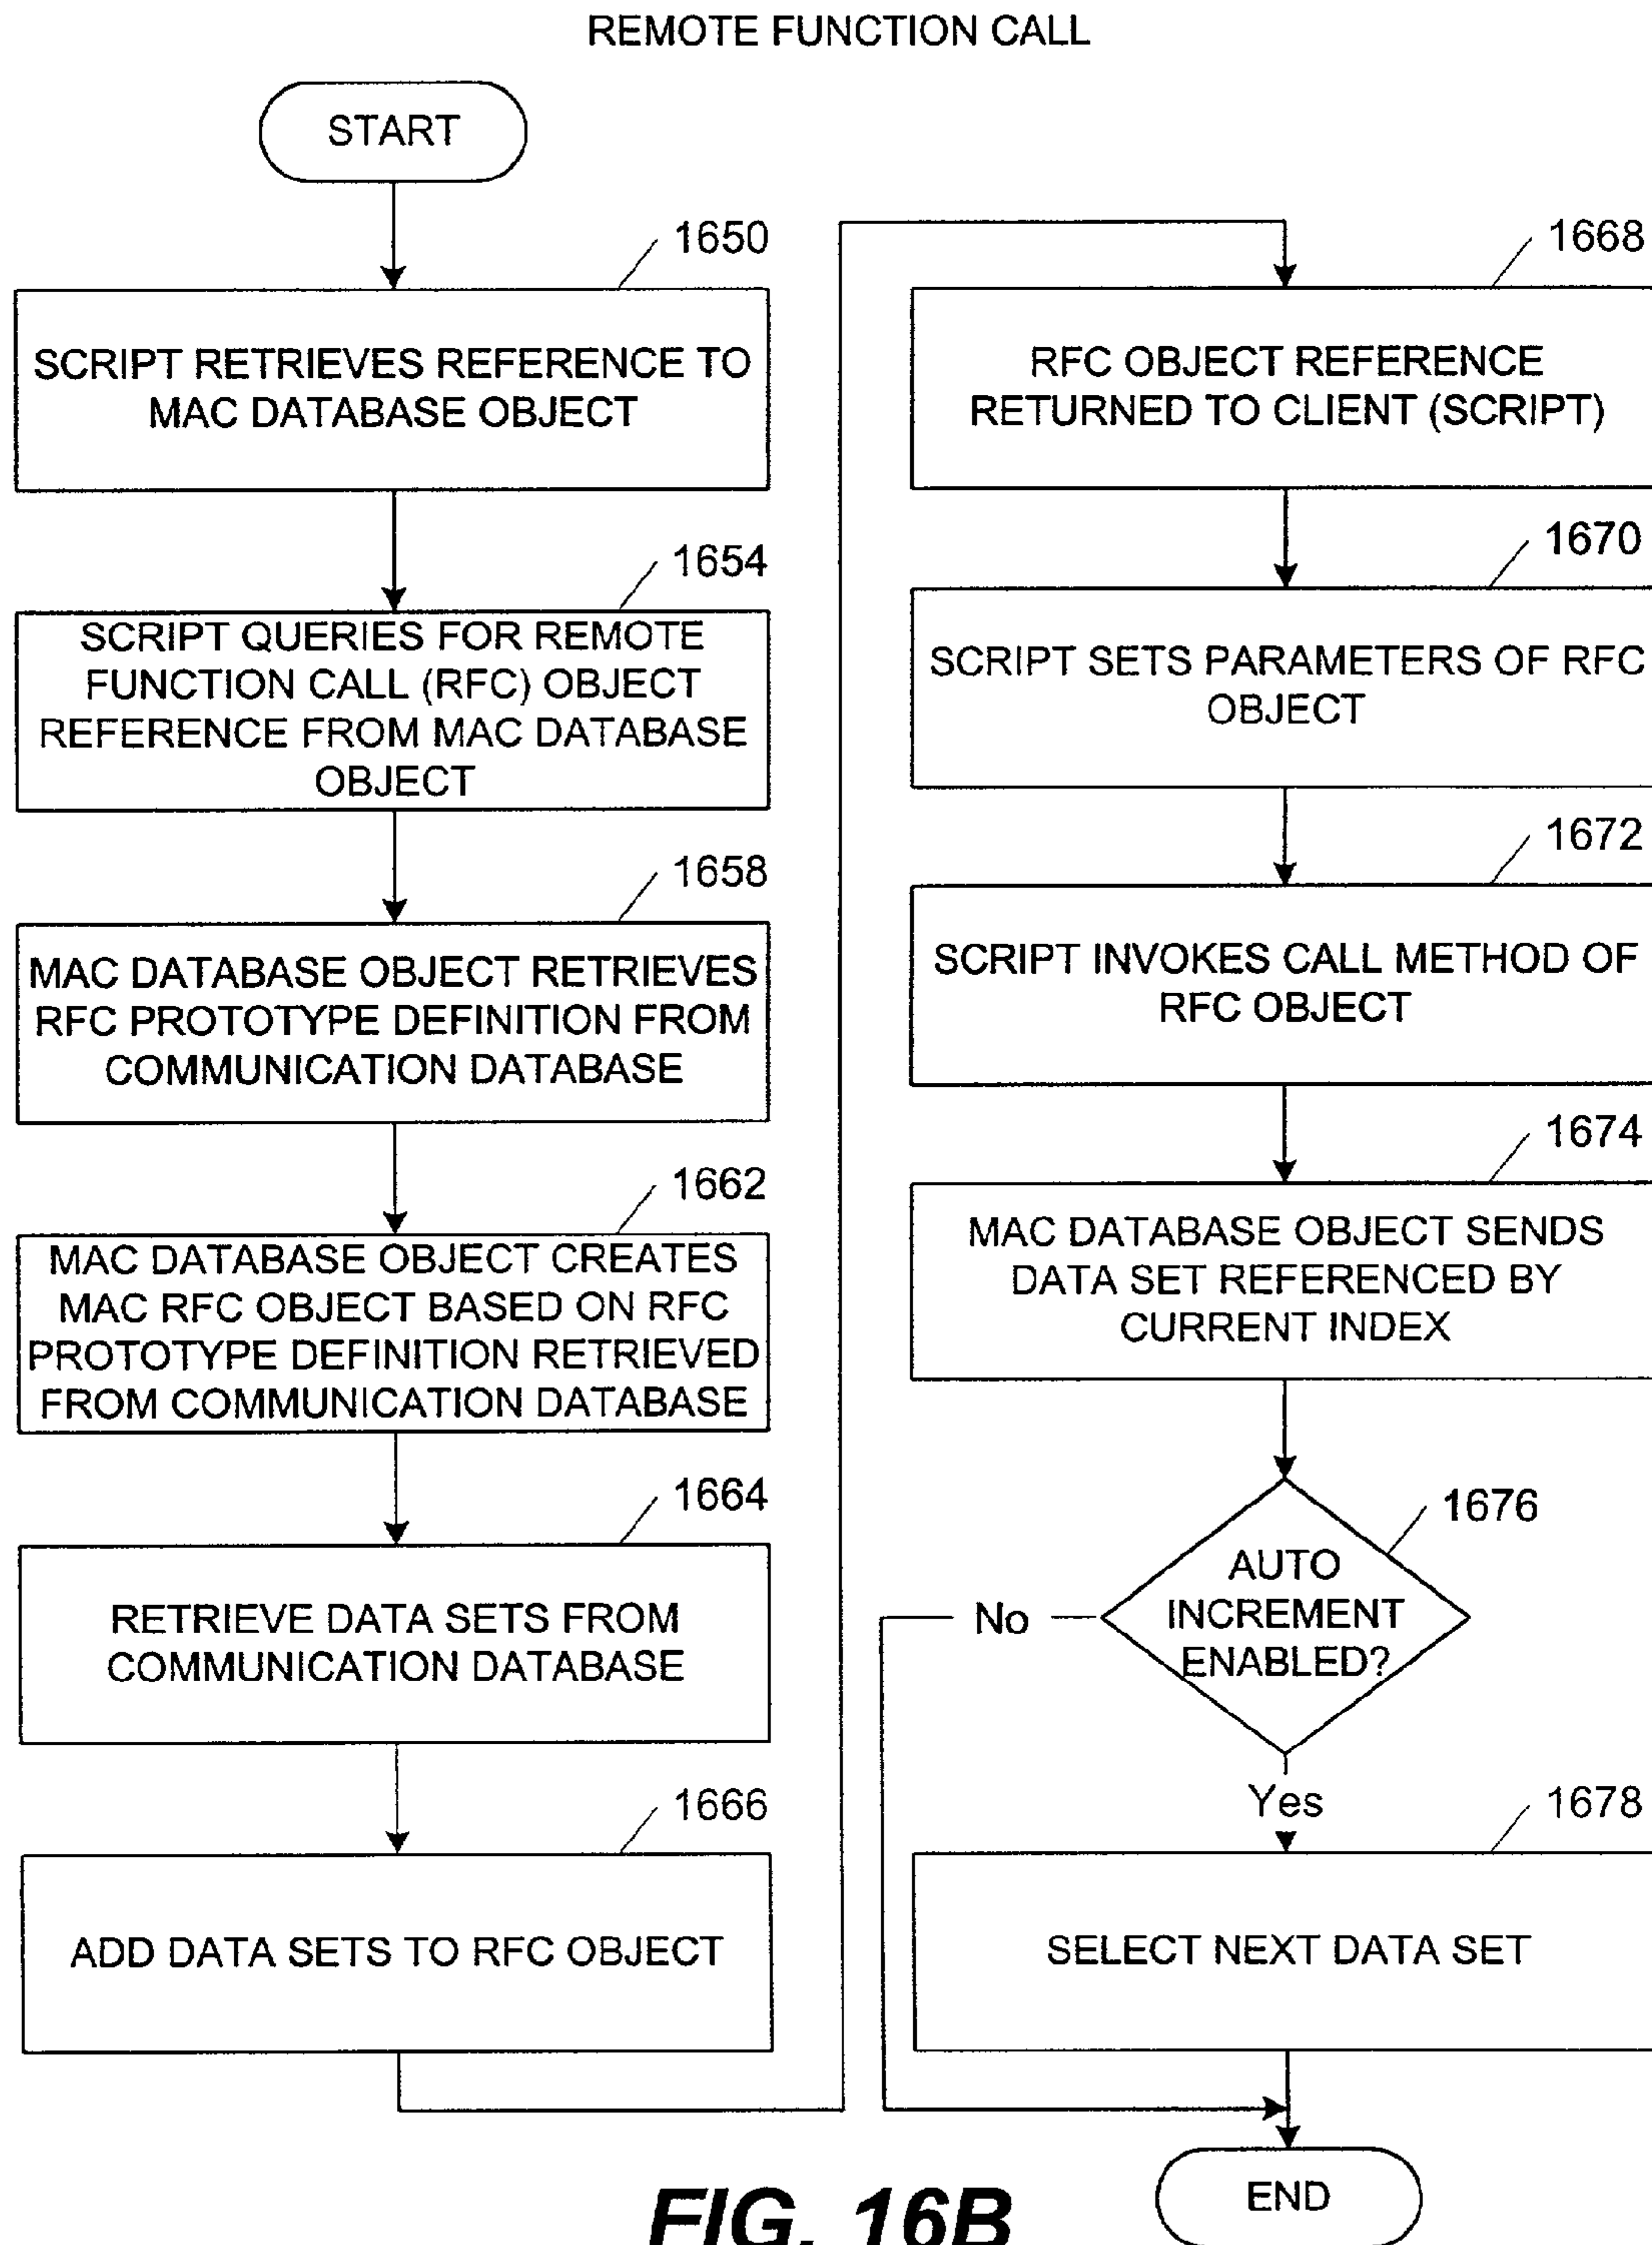 REMOTE FUNCTION CALL
START
1650
SCRIPT RETRIEVES REFERENCE TO
MAC DATABASE OBJECT
1654
SCRIPT QUERIES FOR REMOTE
FUNCTION CALL (RFC) OBJECT
REFERENCE FROM MAC DATABASE
OBJECT
1658
MAC DATABASE OBJECT RETRIEVES
RFC PROTOTYPE DEFINITION FROM
COMMUNICATION DATABASE
1662
MAC DATABASE OBJECT CREATES
MAC RFC OBJECT BASED ON RFC
PROTOTYPE DEFINITION RETRIEVED
FROM COMMUNICATION DATABASE
1664
RETRIEVE DATA SETS FROM
COMMUNICATION DATABASE
1666
ADD DATA SETS TO RFC OBJECT
1668
RFC OBJECT REFERENCE
RETURNED TO CLIENT (SCRIPT)
1670
SCRIPT SETS PARAMETERS OF RFC
OBJECT
1672
SCRIPT INVOKES CALL METHOD OF
RFC OBJECT
1674
MAC DATABASE OBJECT SENDS
DATA SET REFERENCED BY
CURRENT INDEX
1676
AUTO
INCREMENT
ENABLED?
No
Yes
1678
SELECT NEXT DATA SET
END
FIG. 16B